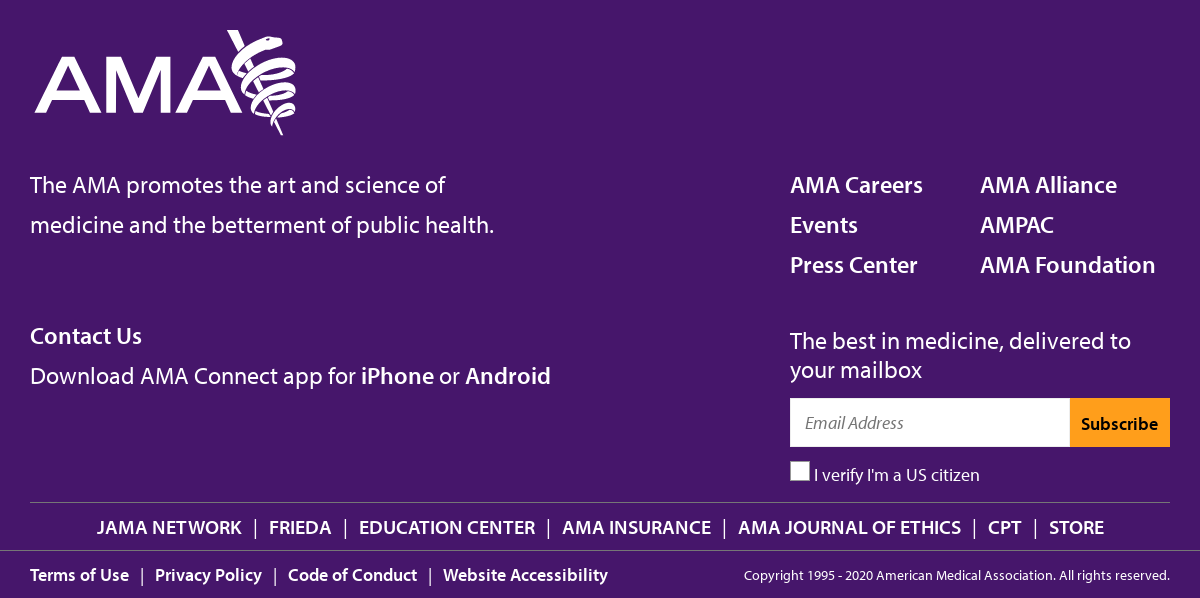 AMA
The AMA promotes the art and science of
medicine and the betterment of public health.
AMA Careers
Events
Press Center
AMA Alliance
AMPAC
AMA Foundation
Contact Us
Download AMA Connect app for iPhone or Android
The best in medicine, delivered to
your mailbox
Email Address
Subscribe
I verify I'm a US citizen
JAMA NETWORK | FRIEDA | EDUCATION CENTER | AMA INSURANCE | AMA JOURNAL OF ETHICS | CPT | STORE
Terms of Use | Privacy Policy | Code of Conduct | Website Accessibility
Copyright 1995 - 2020 American Medical Association. All rights reserved.